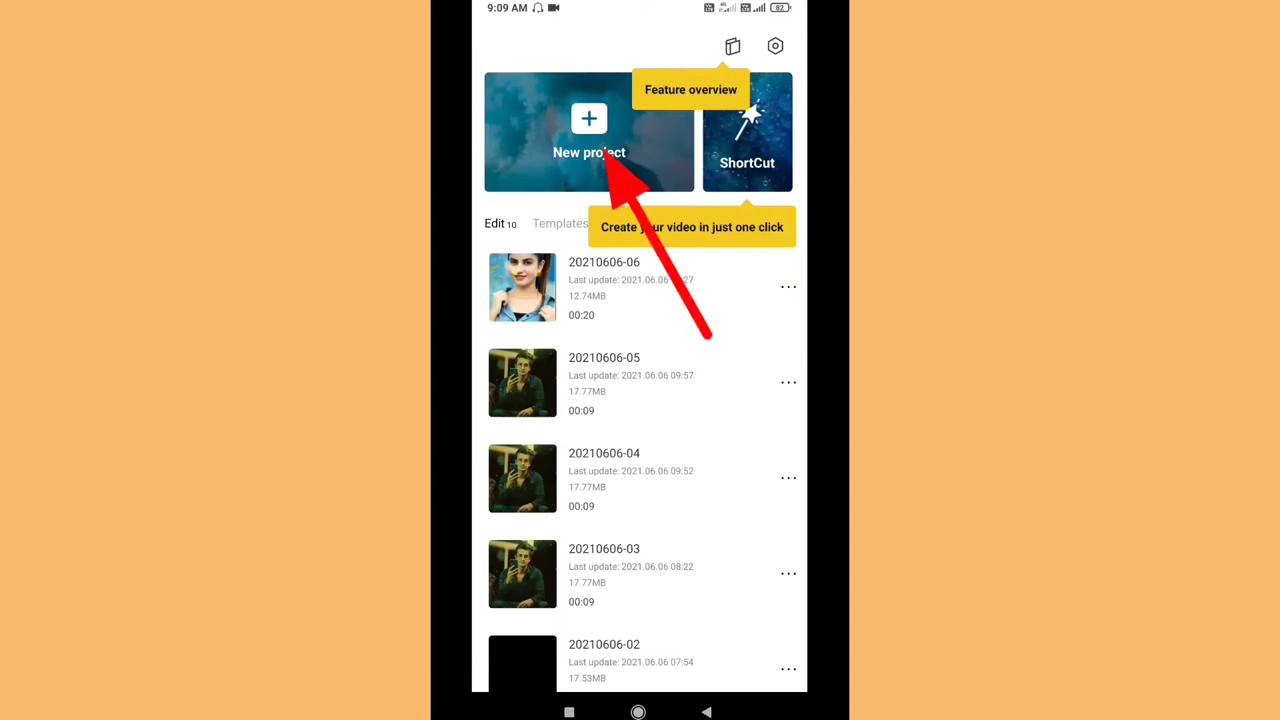 9:09 AM
82
Feature overview
New project
ShortCut
Edit 10
Templates
Create your video in just one click
20210606-06
Last update: 2021.06.06 27
12.74MB
00:20
20210606-05
Last update: 2021.06.06 09:57
17.77MB
00:09
20210606-04
Last update: 2021.06.06 09:52
17.77MB
00:09
20210606-03
Last update: 2021.06.06 08:22
17.77MB
00:09
20210606-02
Last update: 2021.06.06 07:54
17.53MB